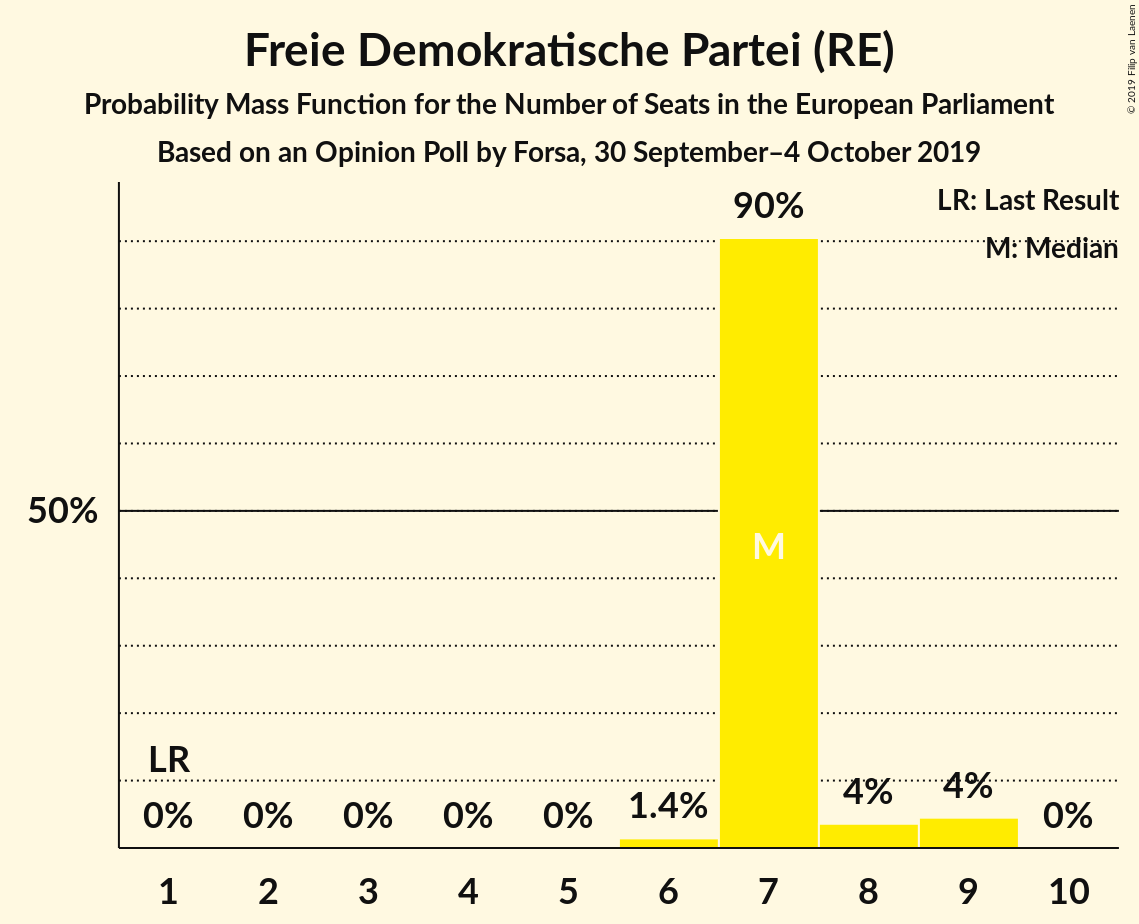 Freie Demokratische Partei (RE)
Probability Mass Function for the Number of Seats in the European Parliament
Based on an Opinion Poll by Forsa, 30 September–4 October 2019
© 2019 Filip van Laenen
LR: Last Result
M: Median
90%
50%
M
LR
0%
0%
0%
0%
0%
1.4%
4%
4%
0%
1
2
3
4
5
6
7
8
9
10